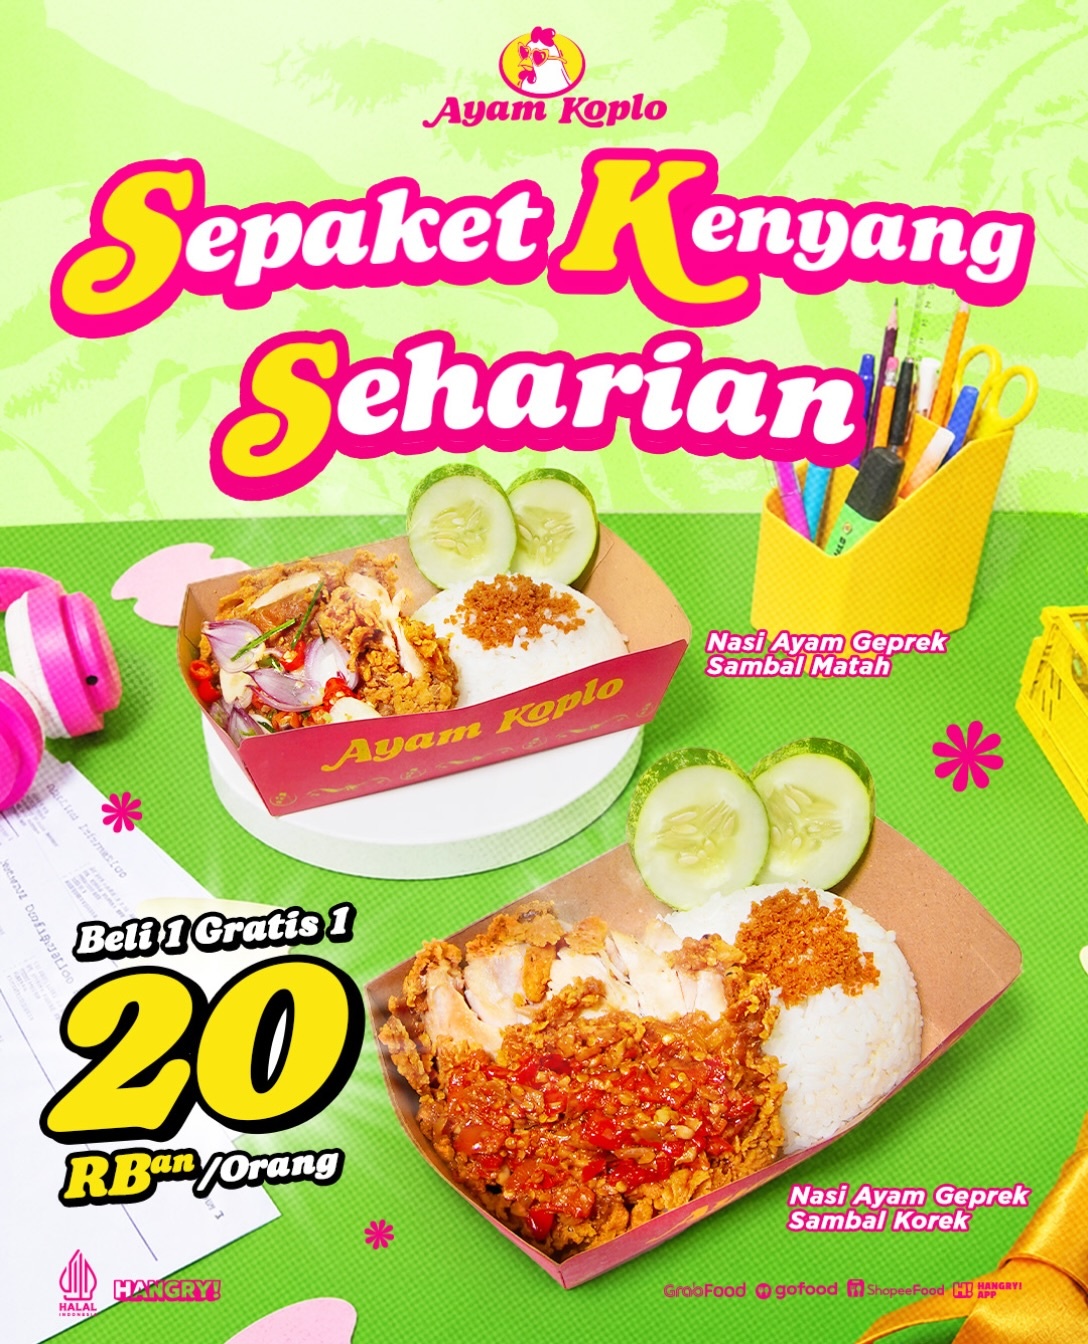 Ayam Koplo
Sepaket Kenyang
Seharian
Nasi Ayam Geprek
Sambal Matah
Ayam Koplo
Beli 1 Gratis 1
20
RBan /Orang
Nasi Ayam Geprek
Sambal Korek
HALAL
INDONESIA
HANGRY!
GrabFood gofood ShopeeFood H! HANGRY! APP